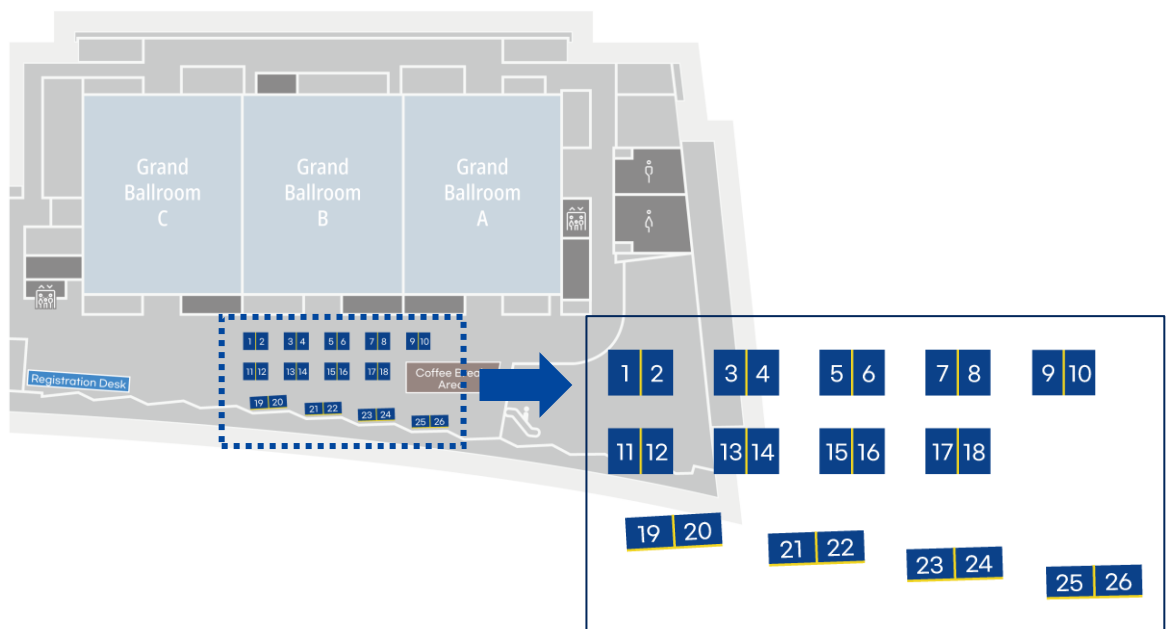 Grand
Ballroom
C
Grand
Ballroom
B
Grand
Ballroom
A
1 2 3 4 5 6 7 8 9 10
11 12 13 14 15 16 17 18
19 20 21 22 23 24 25 26
Registration Desk
Coffee Brea
Area
1 2 3 4 5 6 7 8 9 10
11 12 13 14 15 16 17 18
19 20 21 22 23 24 25 26